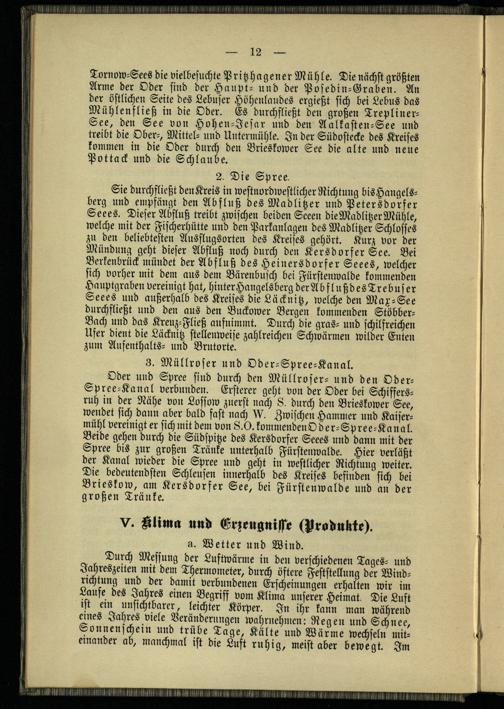 — 12 —
Tornow-Sees die vielbesuchte Pritzhagener Mühle. Die nächst größten
Arme der Oder sind der Haupt- und der Posedin-Graben. An
der östlichen Seite des Lebuser Höhenlandes ergießt sich bei Lebus das
Mühlenfließ in die Oder. Es durchfließt den großen Trepliner-
See, den See von Hohen-Jesar und den Aalkasten-See und
treibt die Ober-, Mittel- und Untermühle. In der Südostecke des Kreises
kommen in die Oder durch den Brieskower See die alte und neue
Pottack und die Schlaube.
2. Die Spree.
Sie durchfließt den Kreis in westnordwestlicher Richtung bis Hangels-
berg und empfängt den Abfluß des Madlitzer und Petersdorfer
Seees. Dieser Abfluß treibt zwischen beiden Seeen die Madlitzer Mühle,
welche mit der Fischerhütte und den Parkanlagen des Madlitzer Schlosses
zu den beliebtesten Ausflugsorten des Kreises gehört. Kurz vor der
Mündung geht dieser Abfluß noch durch den Kersdorfer See. Bei
Berkenbrück mündet der Abfluß des Heinersdorfer Seees, welcher
sich vorher mit dem aus dem Bärenbusch bei Fürstenwalde kommenden
Hauptgraben vereinigt hat, hinter Hangelsberg der Abfluß des Trebuser
Seees und außerhalb des Kreises die Läcknitz, welche den Max-See
durchfließt und den aus den Buckower Bergen kommenden Stöbber-
Bach und das Kreuz-Fließ aufnimmt. Durch die gras- und schilfreichen
User dient die Läcknitz stellenweise zahlreichen Schwärmen wilder Enten
zum Aufenthalts- und Brutorte.
3. Müllroser und Oder-Spree-Kanal.
Oder und Spree sind durch den Müllroser- und den Oder-
Spree-Kanal verbunden. Ersterer geht von der Oder bei Schiffers-
ruh in der Nähe von Lossow zuerst nach S. durch den Brieskower See,
wendet sich dann aber bald fast nach W. Zwischen Hammer und Kaiser-
mühl vereinigt er sich mit dem von S.O. kommenden Oder-Spree-Kanal.
Beide gehen durch die Südspitze des Kersdorfer Seees und dann mit der
Spree bis zur großen Tränke unterhalb Fürstenwalde. Hier verläßt
der Kanal wieder die Spree und geht in westlicher Richtung weiter.
Die bedeutendsten Schleusen innerhalb des Kreises befinden sich bei
Brieskow, am Kersdorfer See, bei Fürstenwalde und an der
großen Tränke.
V. Klima und Erzeugnisse (Produkte).
a. Wetter und Wind.
Durch Messung der Luftwärme in den verschiedenen Tages- und
Jahreszeiten mit dem Thermometer, durch öftere Feststellung der Wind-
richtung und der damit verbundenen Erscheinungen erhalten wir im
Laufe des Jahres einen Begriff vom Klima unserer Heimat. Die Luft
ist ein unsichtbarer, leichter Körper. In ihr kann man während
eines Jahres viele Veränderungen wahrnehmen: Regen und Schnee,
Sonnenschein und trübe Tage, Kälte und Wärme wechseln mit-
einander ab, manchmal ist die Luft ruhig, meist aber bewegt. Im